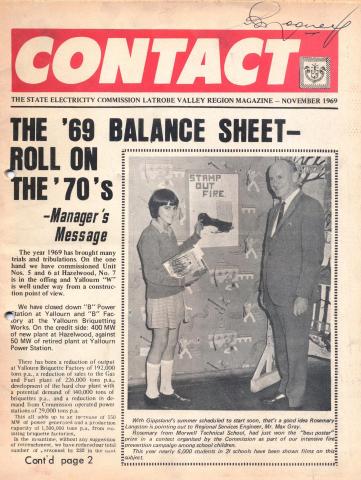 CONTACT
THE STATE ELECTRICITY COMMISSION LATROBE VALLEY REGION MAGAZINE – NOVEMBER 1969
THE '69 BALANCE SHEET–
ROLL ON
THE '70's
-Manager's
Message
The year 1969 has brought many
trials and tribulations. On the one
hand we have commissioned Unit
Nos. 5 and 6 at Hazelwood, No. 7
is in the offing and Yallourn "W"
is well under way from a construc-
tion point of view.
We have closed down "B" Power
Station at Yallourn and "B" Fac-
tory at the Yallourn Briquetting
Works. On the credit side: 400 MW
of new plant at Hazelwood, against
50 MW of retired plant at Yallourn
Power Station.
There has been a reduction of output
at Yallourn Briquette Factory of 192,000
tons p.a., a reduction of sales to the Gas
and Fuel plant of 226,000 tons p.a.,
development of the hard char plant with
a potential demand of 140,000 tons of
briquettes p.a., and a reduction in de-
mand from Commission operated power
stations of 29,000 tons p.a.
This all adds up to an increase of 350
MW of power generated and a production
capacity of 1,500,000 tons p.a. from
briquette factories.
In the meantime, without any suggestion
of retrenchment, we have reduced our total
number of
Cont'd page 2
STAMP
OUT
FIRE
With Gippsland's summer scheduled to start soon, that's a good idea Rosemary
Langston is pointing out to Regional Services Engineer, Mr. Max Gray.
Rosemary from Morwell Technical School, had just won the "best poster"
prize in a contest organised by the Commission as part of our intensive fire
prevention campaign among school children.
This year nearly 6,000 students in 21 schools have been shown films on this
subject.